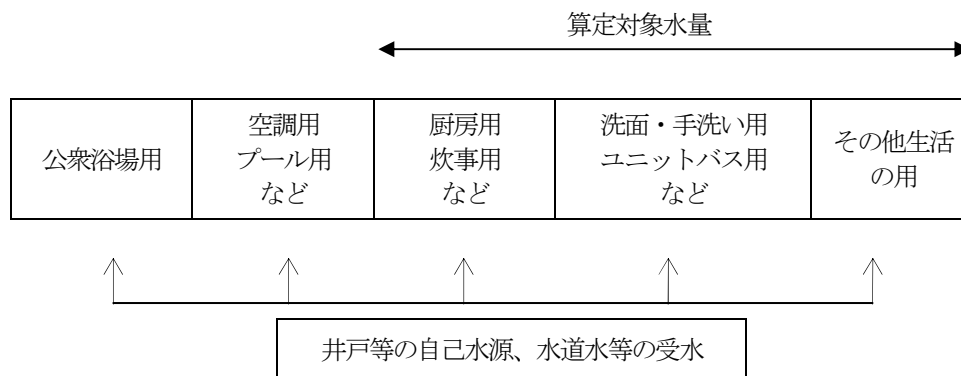 算定対象水量
公衆浴場用
空調用
プール用
など
厨房用
炊事用
など
洗面・手洗い用
ユニットバス用
など
その他生活
の用
井戸等の自己水源、水道水等の受水